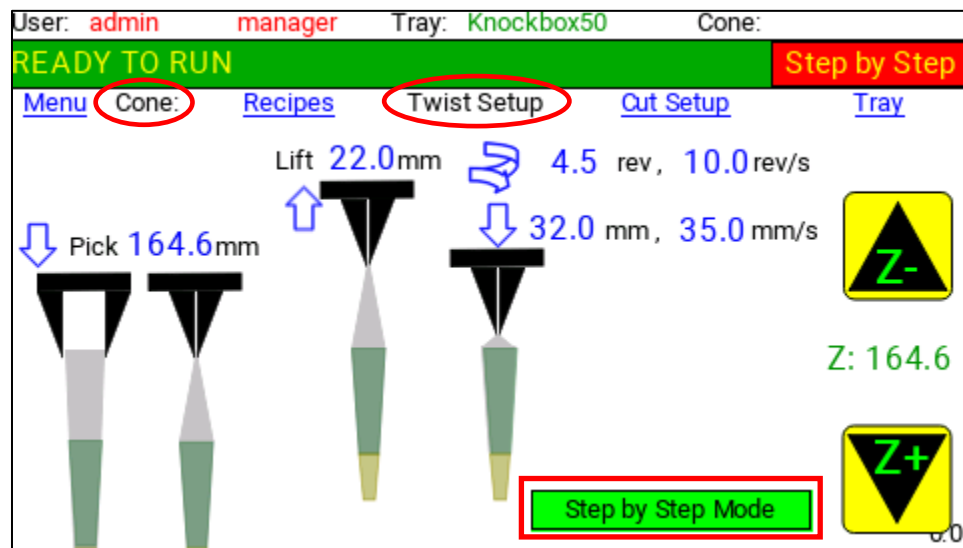 User: admin manager Tray: Knockbox50 Cone:
READY TO RUN Step by Step
Menu Cone: Recipes Twist Setup Cut Setup Tray
Lift 22.0mm 4.5 rev, 10.0rev/s
Pick 164.6mm 32.0 mm, 35.0mm/s
Z-
Z: 164.6
Z+
Step by Step Mode